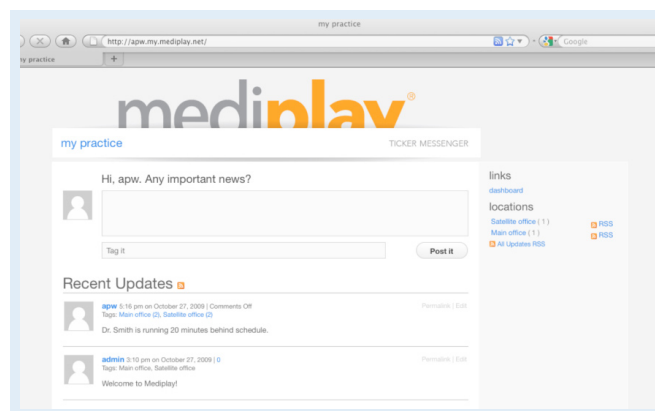 my practice
http://apw.my.mediplay.net/
Google
my practice
+
mediplay®
my practice
TICKER MESSENGER
Hi, apw. Any important news?
Tag it
Post it
Recent Updates
apw 5:16 pm on October 27, 2009 | Comments Off
Permalink | Edit
Tags: Main office (2), Satellite office (2)
Dr. Smith is running 20 minutes behind schedule.
admin 3:10 pm on October 27, 2009 | 0
Permalink | Edit
Tags: Main office, Satellite office
Welcome to Mediplay!
links
dashboard
locations
Satellite office ( 1 ) RSS
Main office ( 1 ) RSS
All Updates RSS